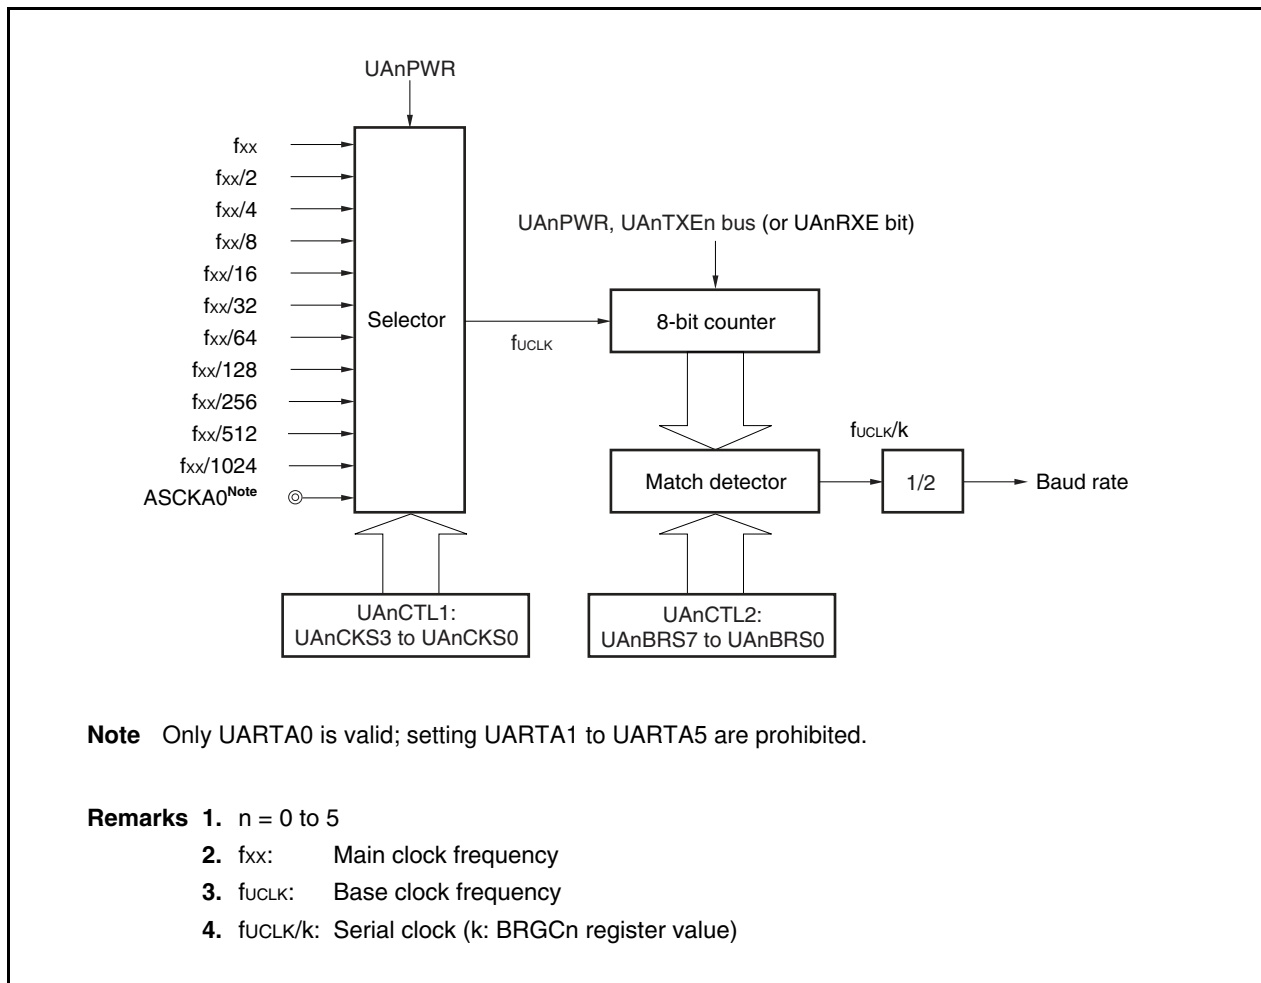 UAnPWR
fxx
fxx/2
fxx/4
fxx/8
fxx/16
fxx/32
fxx/64
fxx/128
fxx/256
fxx/512
fxx/1024
ASCKA0Note
Selector
fUCLK
UAnPWR, UAnTXEn bus (or UAnRXE bit)
8-bit counter
Match detector
fUCLK/k
1/2
Baud rate
UAnCTL1:
UAnCKS3 to UAnCKS0
UAnCTL2:
UAnBRS7 to UAnBRS0
Note Only UARTA0 is valid; setting UARTA1 to UARTA5 are prohibited.
Remarks 1. n = 0 to 5
2. fxx: Main clock frequency
3. fUCLK: Base clock frequency
4. fUCLK/k: Serial clock (k: BRGCn register value)